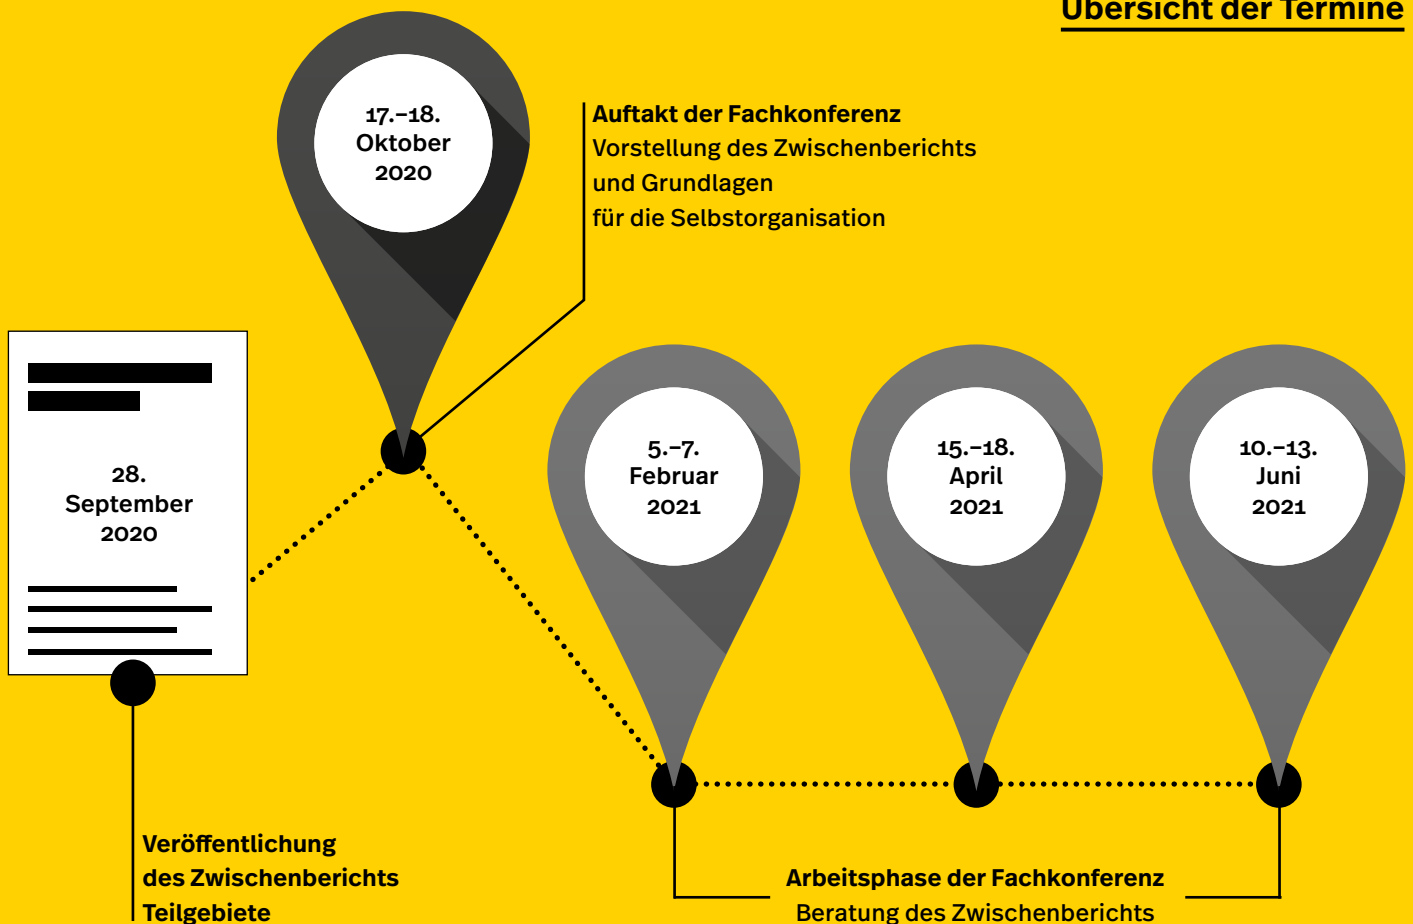 Übersicht der Termine
17.–18.
Oktober
2020
Auftakt der Fachkonferenz
Vorstellung des Zwischenberichts
und Grundlagen
für die Selbstorganisation
28.
September
2020
5.–7.
Februar
2021
15.–18.
April
2021
10.–13.
Juni
2021
Veröffentlichung
des Zwischenberichts
Teilgebiete
Arbeitsphase der Fachkonferenz
Beratung des Zwischenberichts